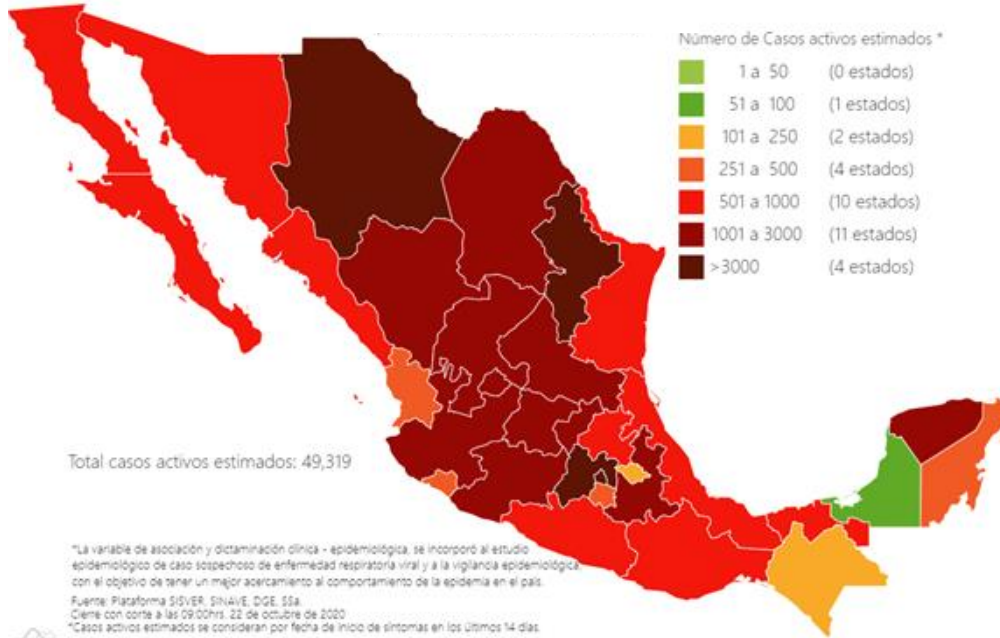 Número de Casos activos estimados *
1 a 50 (0 estados)
51 a 100 (1 estados)
101 a 250 (2 estados)
251 a 500 (4 estados)
501 a 1000 (10 estados)
1001 a 3000 (11 estados)
>3000 (4 estados)
Total casos activos estimados: 49,319
*La variable de asociación y dictaminación clínica - epidemiológica, se incorporó al estudio
epidemiológico de caso sospechoso de enfermedad respiratoria viral y a la vigilancia epidemiológica,
con el objetivo de tener un mejor acercamiento al comportamiento de la epidemia en el país.
Fuente: Plataforma SISVER, SINAVE, DGE, SSa.
Cierre con corte a las 09:00hrs, 22 de octubre de 2020
*Casos activos estimados se consideran por fecha de inicio de síntomas en los últimos 14 días.